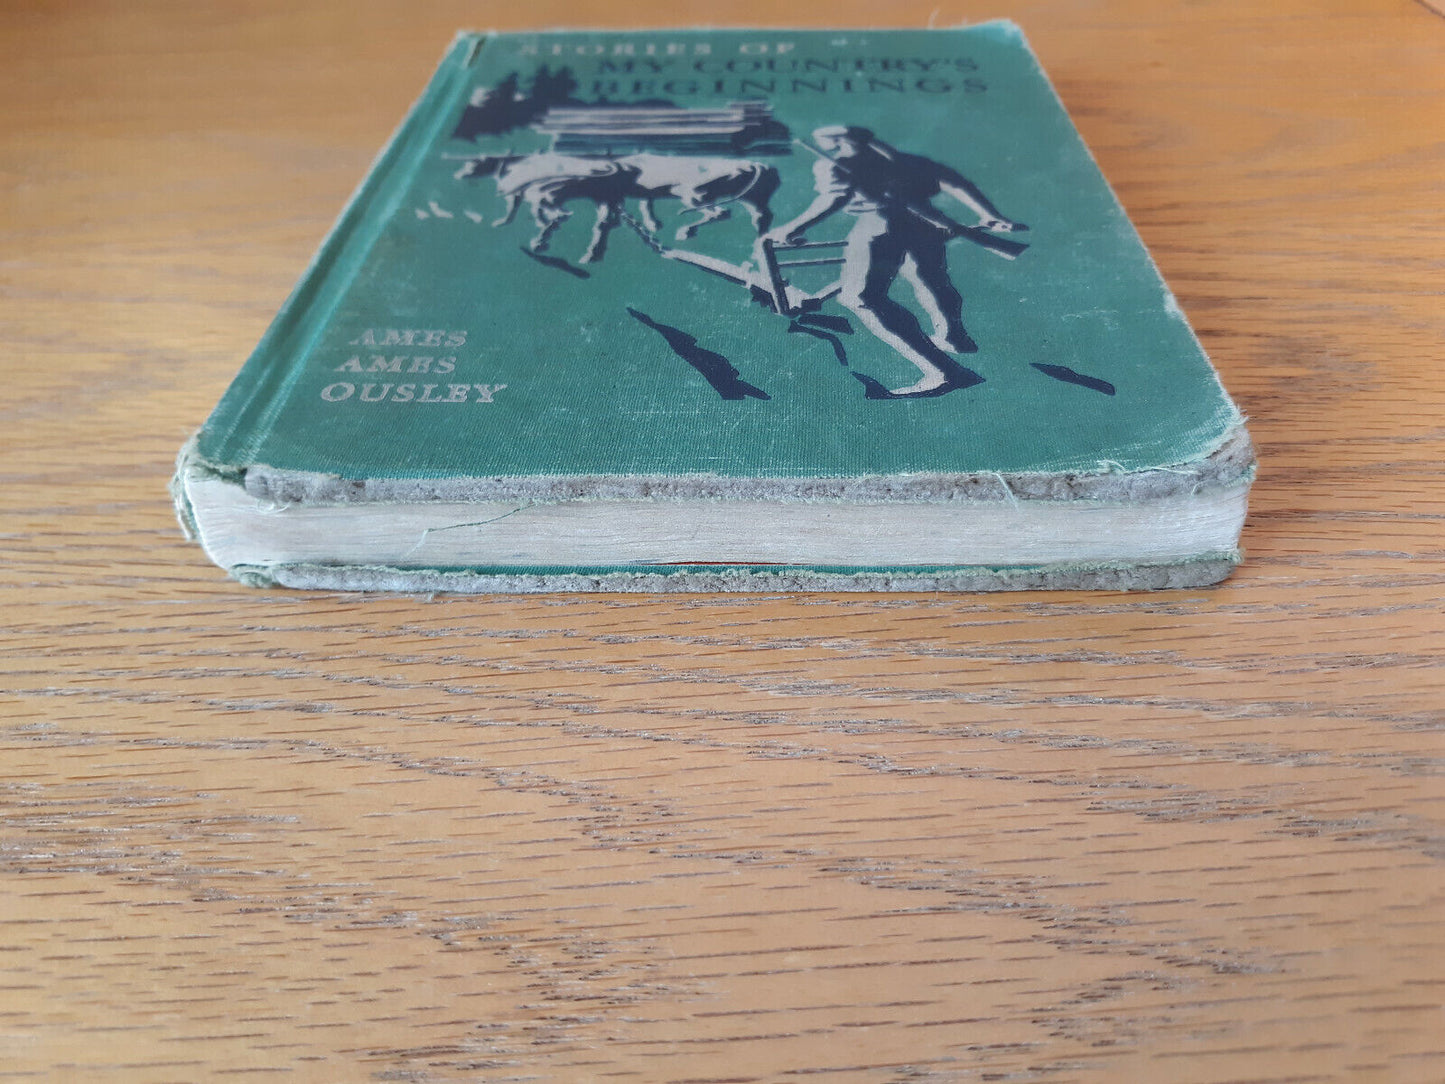 STORIES OF
MY COUNTRY'S
BEGINNINGS
AMES
AMES
OUSLEY